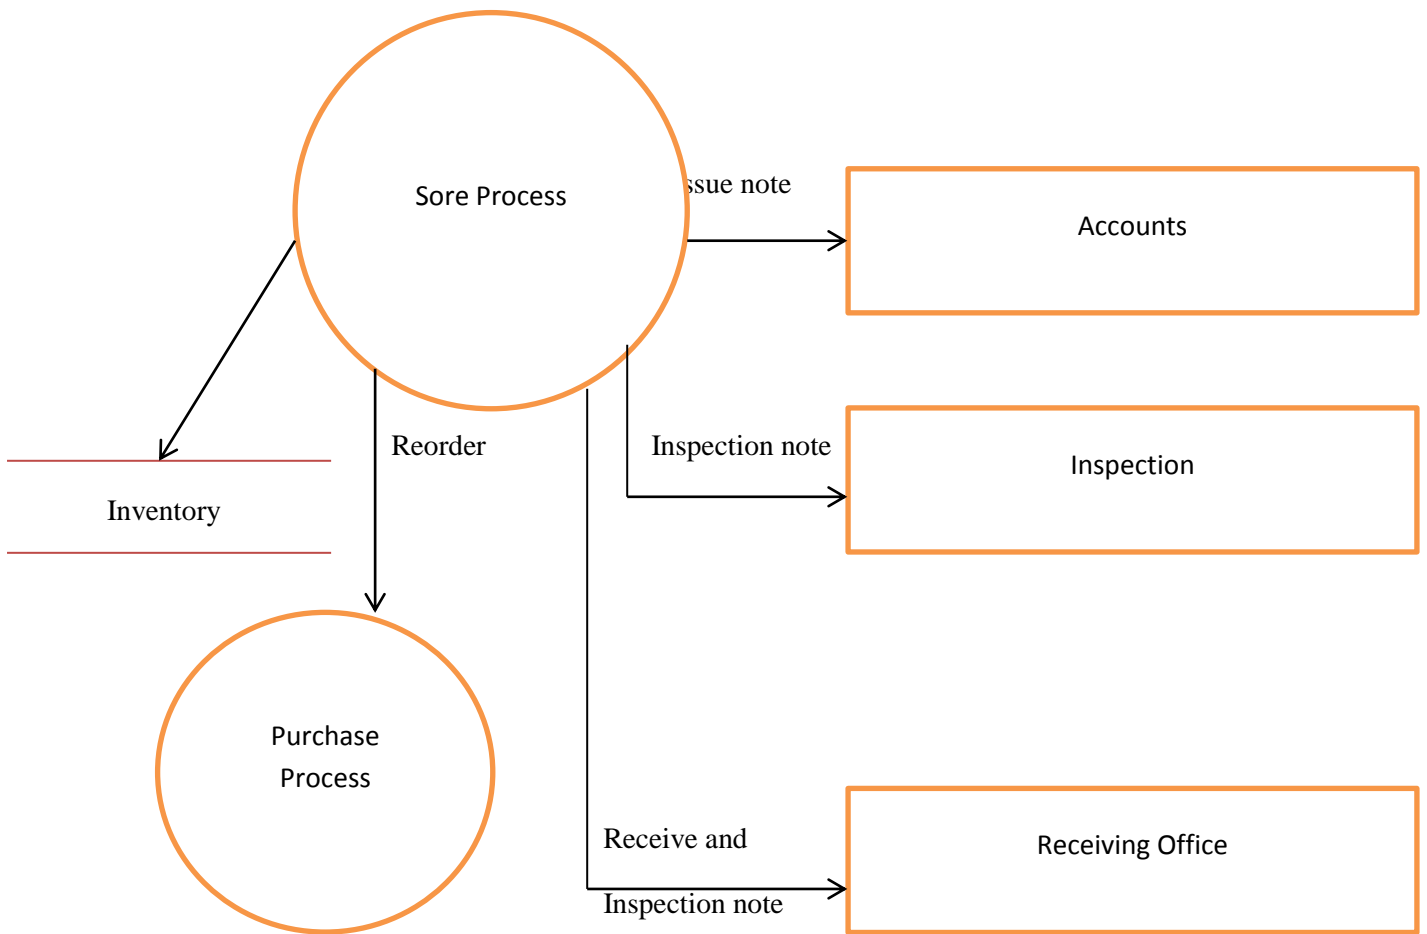 Sore Process
ssue note
Accounts
Reorder
Inspection note
Inspection
Inventory
Purchase
Process
Receive and
Inspection note
Receiving Office